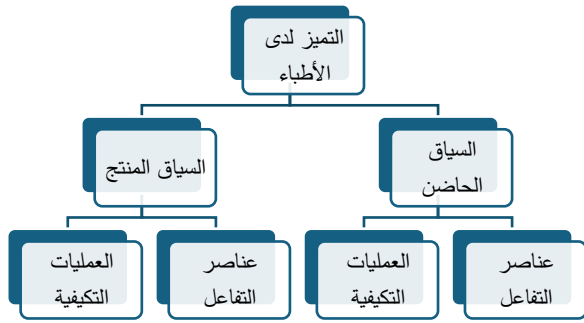 التميز لدى
الأطباء
السياق
الحاضن
السياق المنتج
عناصر
التفاعل
العمليات
التكيفية
عناصر
التفاعل
العمليات
التكيفية